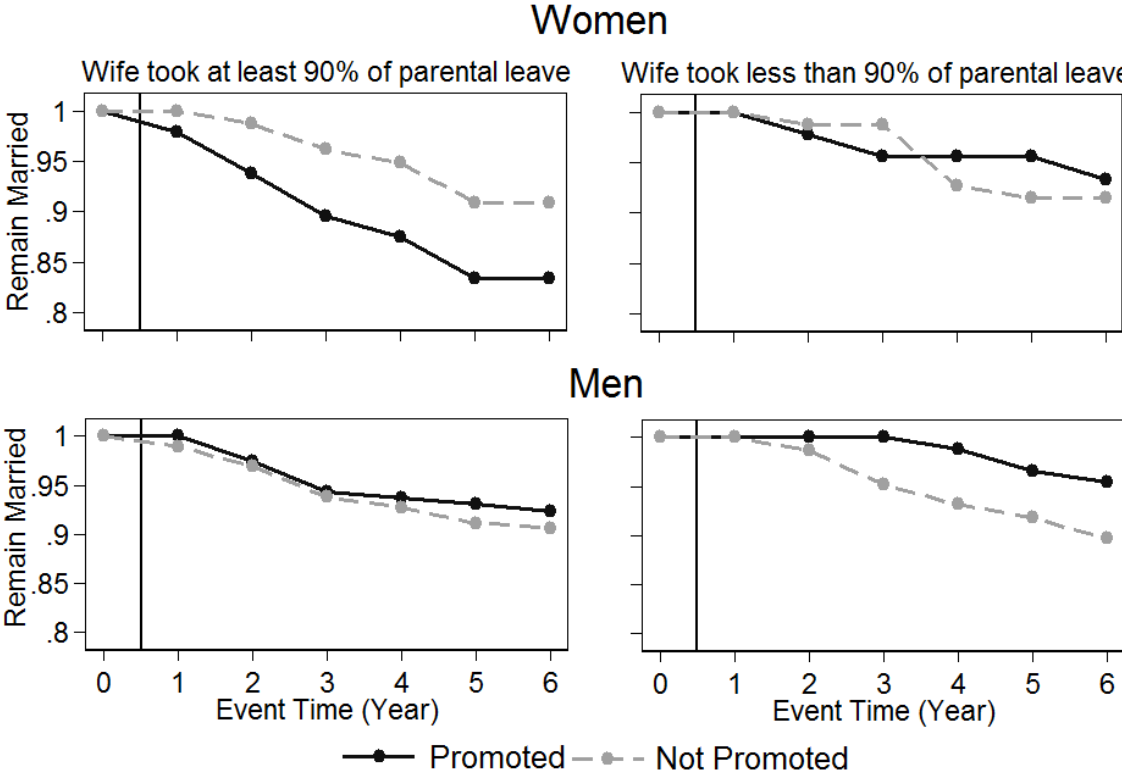 Women
Wife took at least 90% of parental leave
Wife took less than 90% of parental leave
Remain Married
1
.95
.9
.85
.8
Men
Remain Married
1
.95
.9
.85
.8
0 1 2 3 4 5 6
0 1 2 3 4 5 6
Event Time (Year)
Event Time (Year)
Promoted
Not Promoted